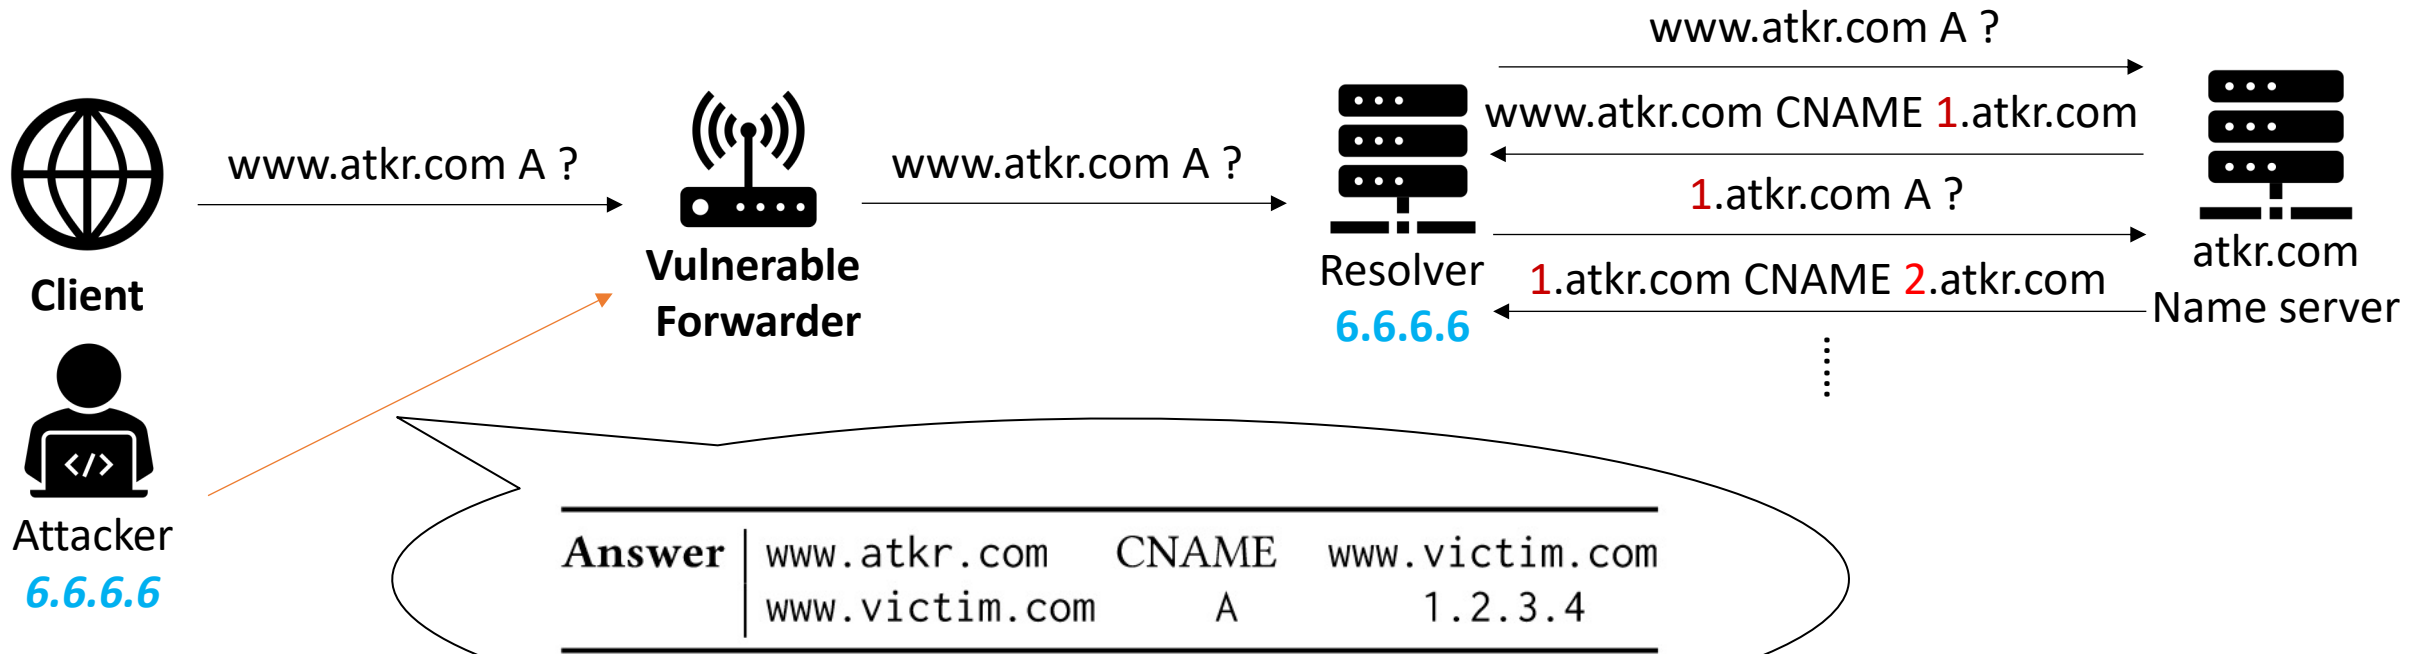 www.atkr.com A ?
www.atkr.com CNAME 1.atkr.com
www.atkr.com A ?
www.atkr.com A ?
1.atkr.com A ?
1.atkr.com CNAME 2.atkr.com
Client
Vulnerable
Forwarder
Resolver
6.6.6.6
atkr.com
Name server
</>
Attacker
6.6.6.6
Answer www.atkr.com CNAME www.victim.com
www.victim.com A 1.2.3.4